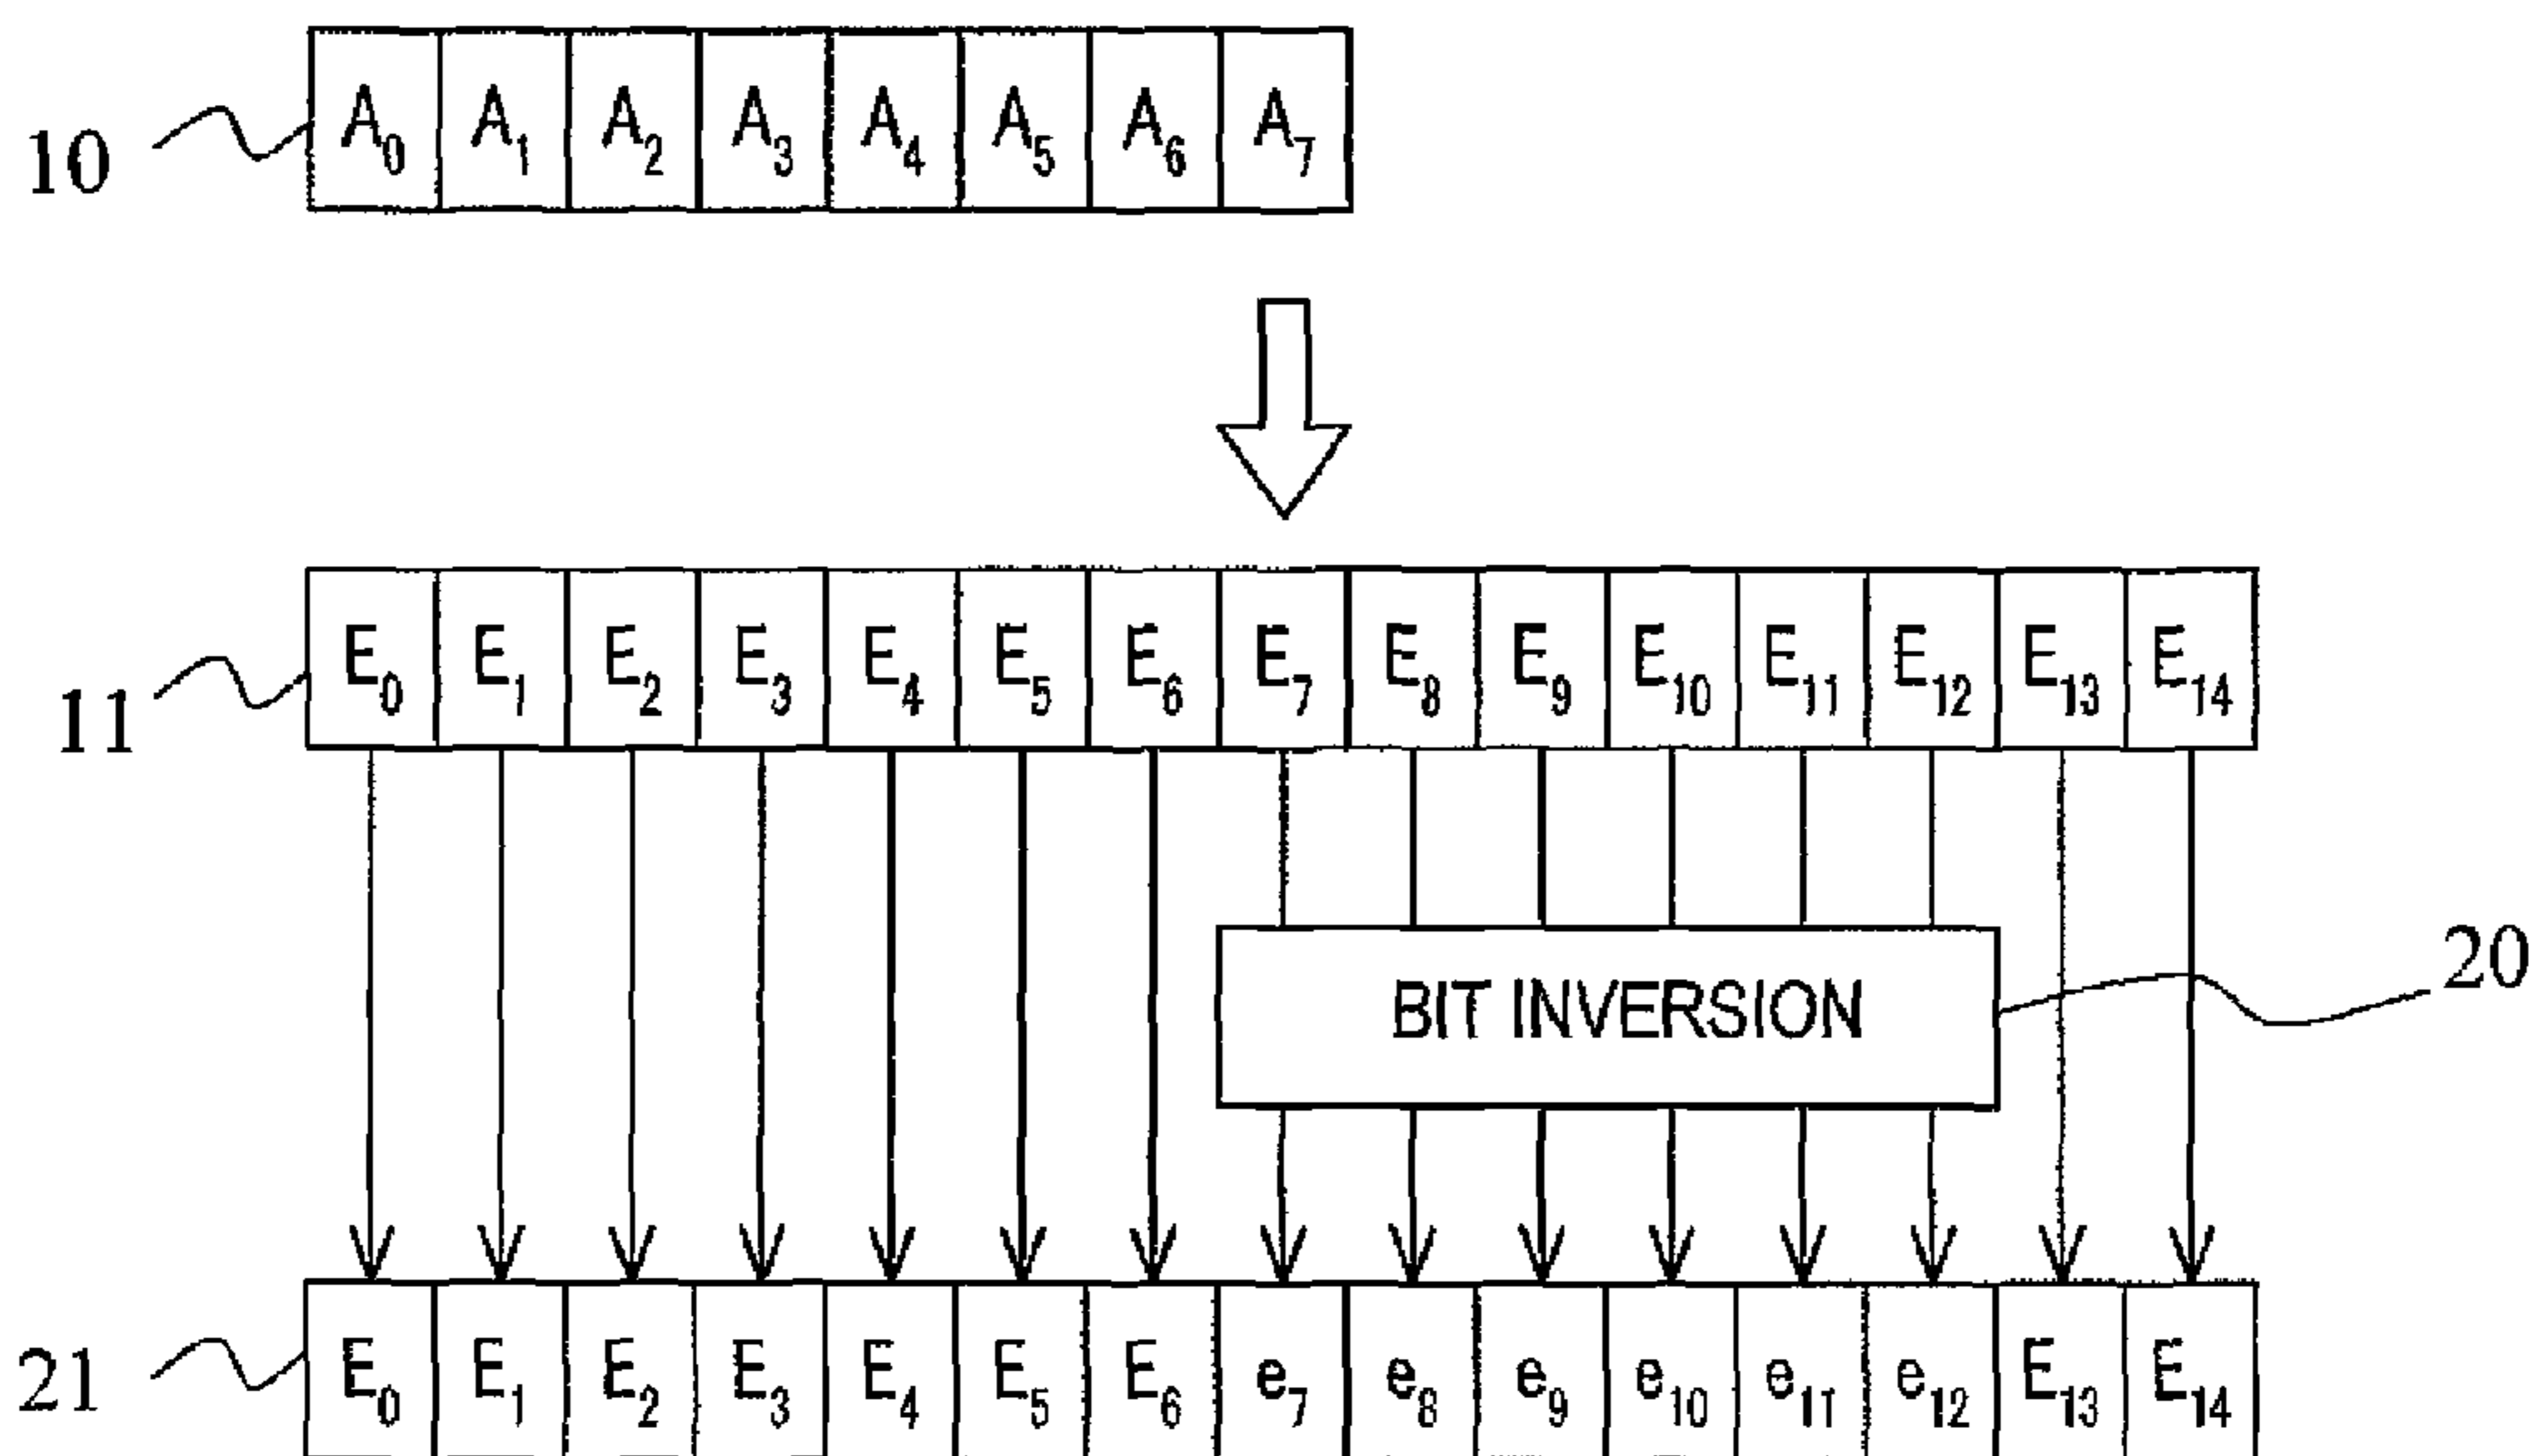 10 A₀ A₁ A₂ A₃ A₄ A₅ A₆ A₇
11 E₀ E₁ E₂ E₃ E₄ E₅ E₆ E₇ E₈ E₉ E₁₀ E₁₁ E₁₂ E₁₃ E₁₄
BIT INVERSION 20
21 E₀ E₁ E₂ E₃ E₄ E₅ E₆ e₇ e₈ e₉ e₁₀ e₁₁ e₁₂ E₁₃ E₁₄